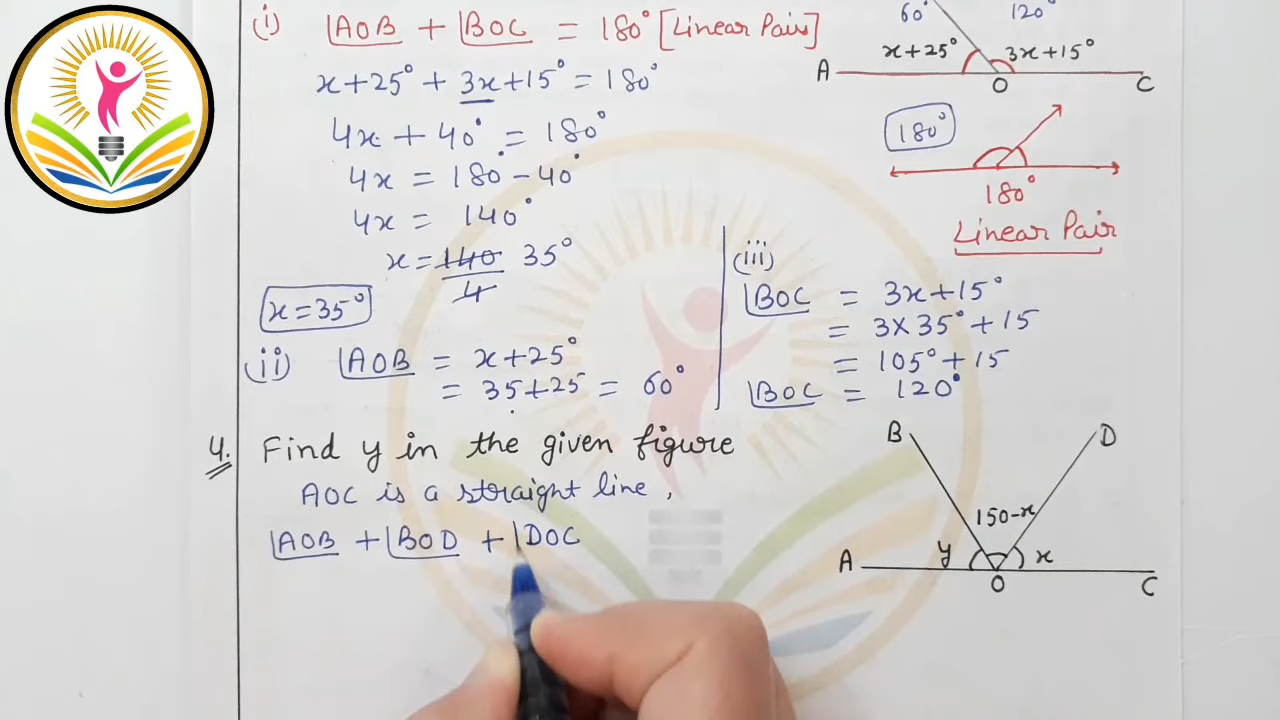 (i) ∠AOB + ∠BOC = 180° [Linear Pair]
x+25° + 3x+15° = 180°
4x + 40° = 180°
4x = 180° - 40°
4x = 140°
x = 140/4 35°
x = 35°
(ii) ∠AOB = x+25°
= 35+25 = 60°
60° 120°
x+25° 3x+15°
A O C
180°
180°
Linear Pair
(iii)
∠BOC = 3x+15°
= 3×35°+15
= 105°+15
∠BOC = 120°
4. Find y in the given figure
AOC is a straight line,
∠AOB + ∠BOD + ∠DOC
B D
150-x
A y x
O C